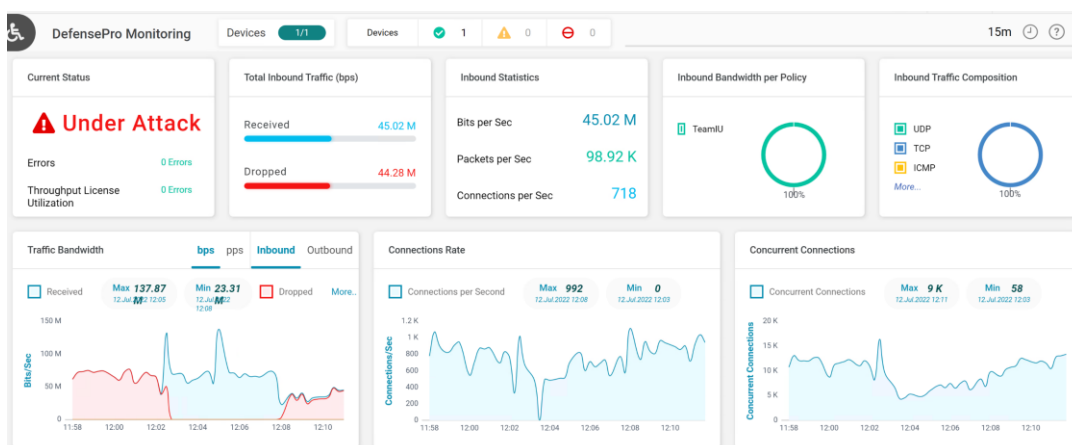 DefensePro Monitoring
Devices 1/1
Devices 1 0 0
15m
Current Status
Under Attack
Errors 0 Errors
Throughput License Utilization 0 Errors
Total Inbound Traffic (bps)
Received 45.02 M
Dropped 44.28 M
Inbound Statistics
Bits per Sec 45.02 M
Packets per Sec 98.92 K
Connections per Sec 718
Inbound Bandwidth per Policy
TeamIU
100%
Inbound Traffic Composition
UDP
TCP
ICMP
More...
100%
Traffic Bandwidth bps pps Inbound Outbound
Received
Max 137.87 M
12.Jul.2022 12:05
Min 23.31 M
12.Jul.2022 12:08
Dropped
More..
Bits/Sec
150 M
100 M
50 M
0
11:58 12:00 12:02 12:04 12:06 12:08 12:10
Connections Rate
Connections per Second
Max 992
12.Jul.2022 12:08
Min 0
12.Jul.2022 12:03
Connections/Sec
1.2 K
1 K
800
600
400
200
0
11:58 12:00 12:02 12:04 12:06 12:08 12:10
Concurrent Connections
Concurrent Connections
Max 9 K
12.Jul.2022 12:11
Min 58
12.Jul.2022 12:03
Concurrent Connections
20 K
15 K
10 K
5 K
0
11:58 12:00 12:02 12:04 12:06 12:08 12:10